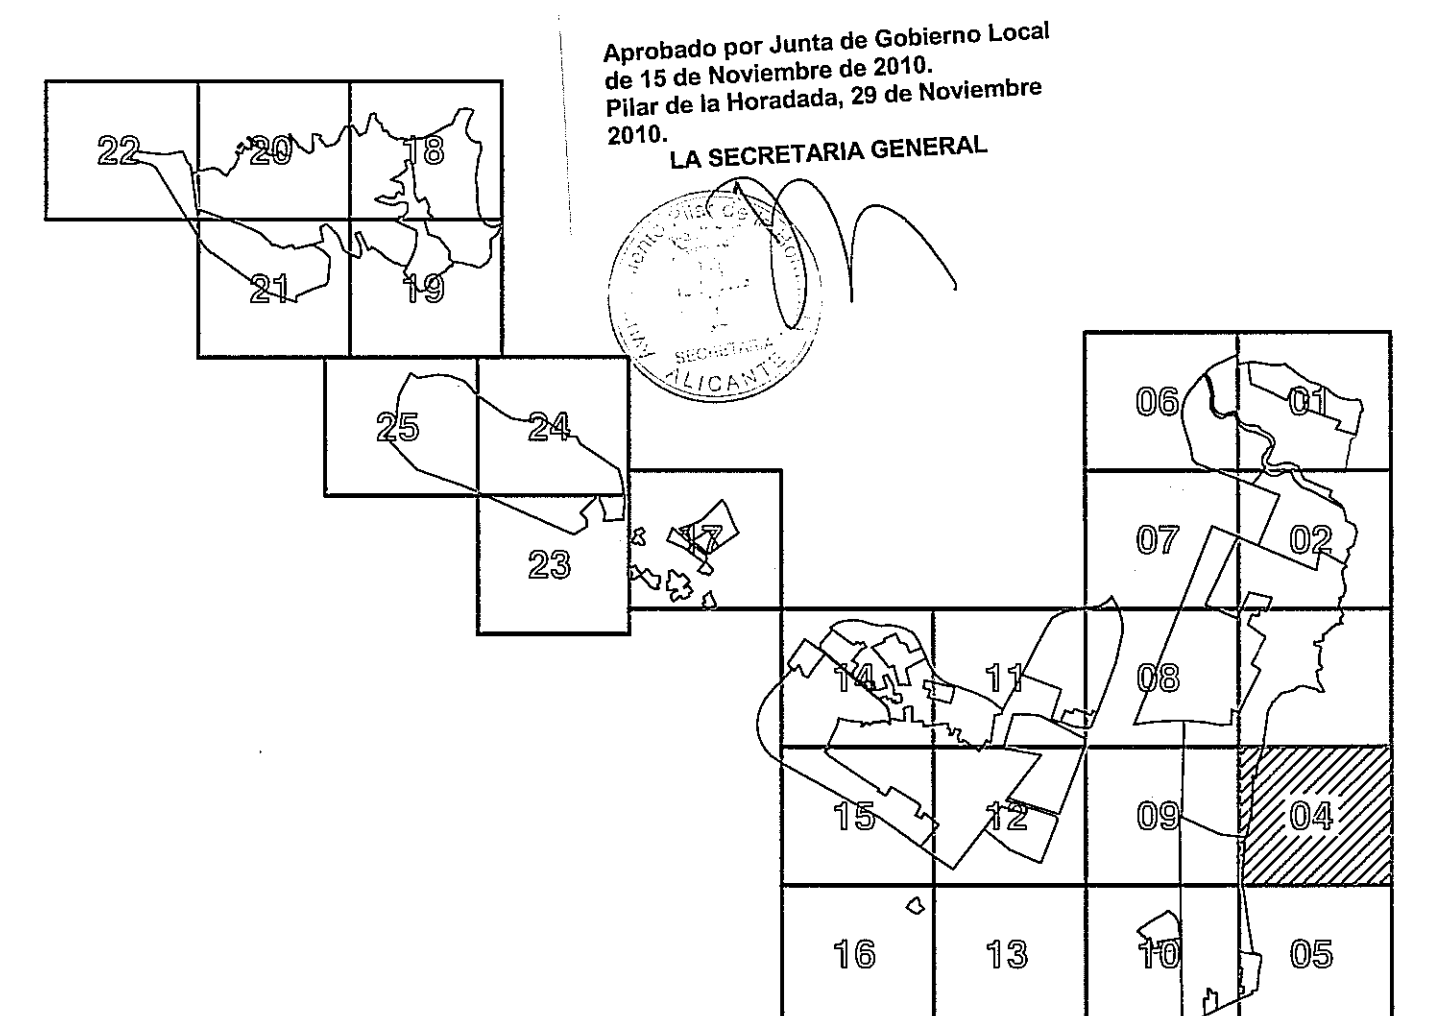 Aprobado por Junta de Gobierno Local
de 15 de Noviembre de 2010.
Pilar de la Horadada, 29 de Noviembre
2010.
LA SECRETARIA GENERAL
Pilar de
SECRETARIA
ALICANTE
22 20 18
21 19
25 24
23 17
06 01
07 02
14 11 08
15 12 09 04
16 13 10 05